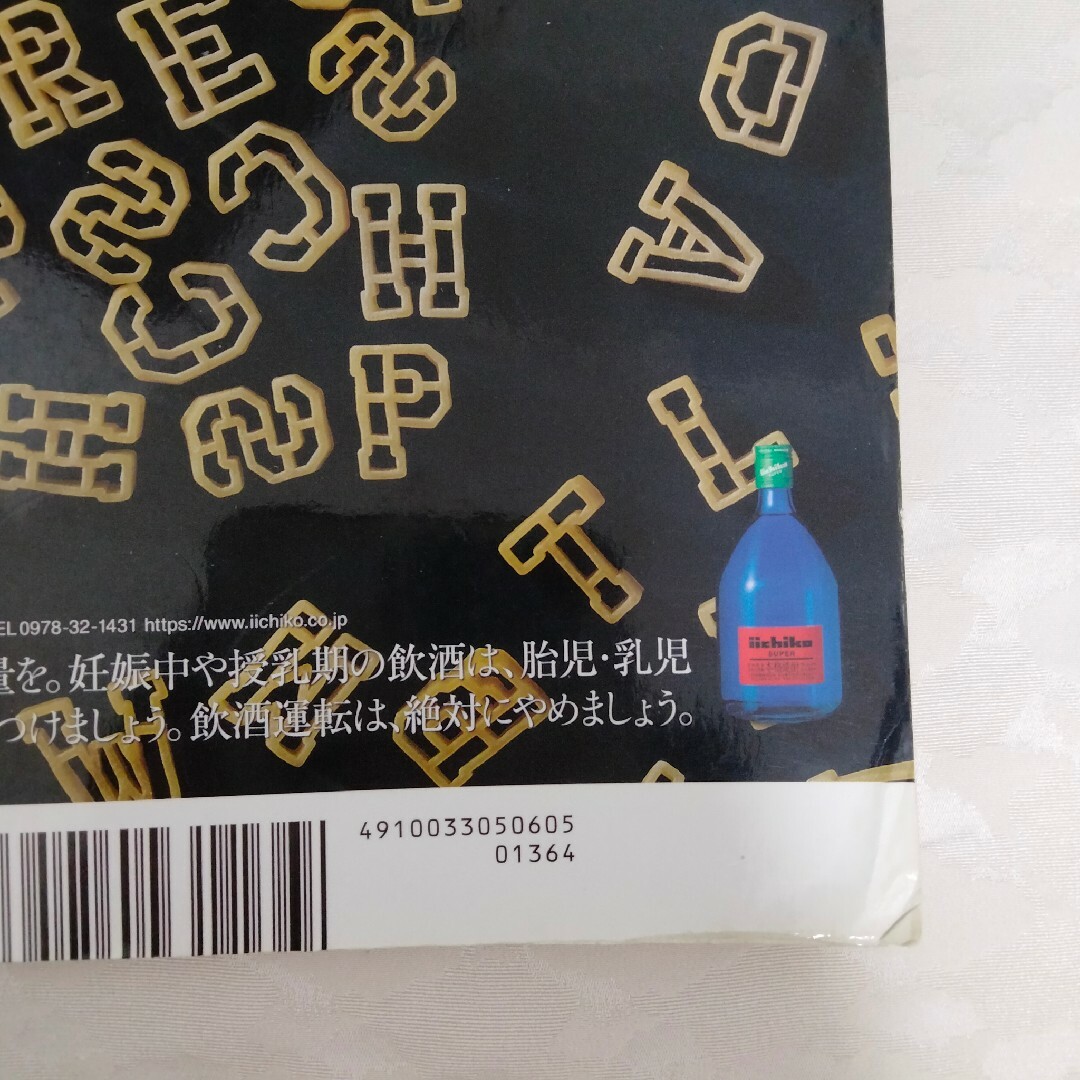 R E S
S C H
C
H S P
O
A
L
T
iichiko
iichiko
SUPER
EL 0978-32-1431 https://www.iichiko.co.jp
量を。妊娠中や授乳期の飲酒は、胎児・乳児
つけましょう。飲酒運転は、絶対にやめましょう。
W
4910033050605
01364